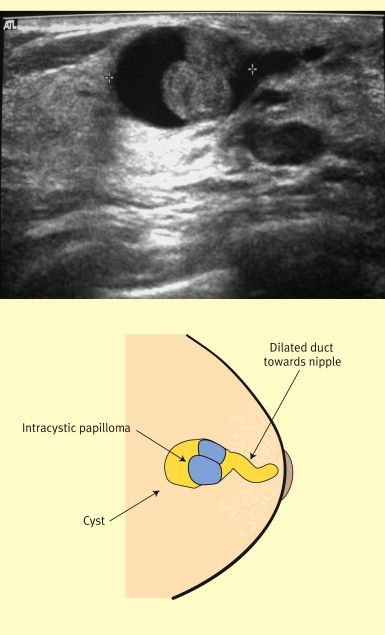 ATL
Dilated duct
towards nipple
Intracystic papilloma
Cyst